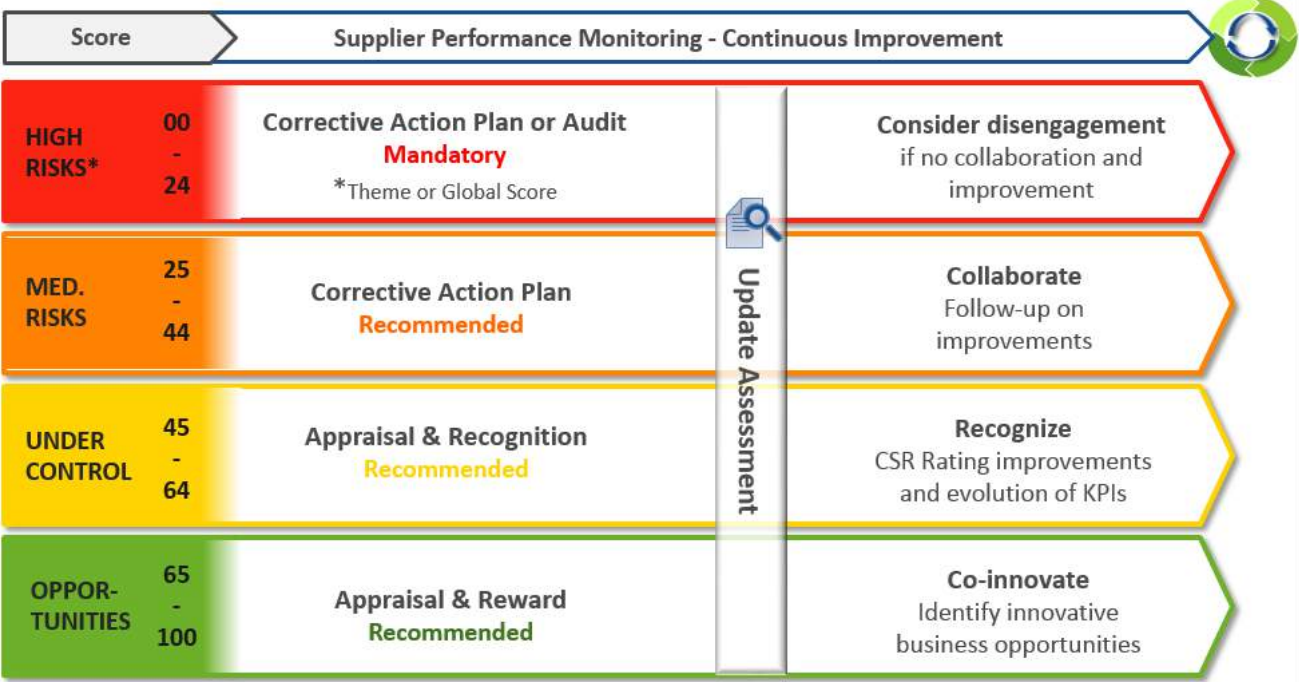 Score
Supplier Performance Monitoring - Continuous Improvement
HIGH
RISKS*
00
-
24
Corrective Action Plan or Audit
Mandatory
*Theme or Global Score
Consider disengagement
if no collaboration and
improvement
MED.
RISKS
25
-
44
Corrective Action Plan
Recommended
Collaborate
Follow-up on
improvements
Update Assessment
UNDER
CONTROL
45
-
64
Appraisal & Recognition
Recommended
Recognize
CSR Rating improvements
and evolution of KPIs
OPPOR-
TUNITIES
65
-
100
Appraisal & Reward
Recommended
Co-innovate
Identify innovative
business opportunities